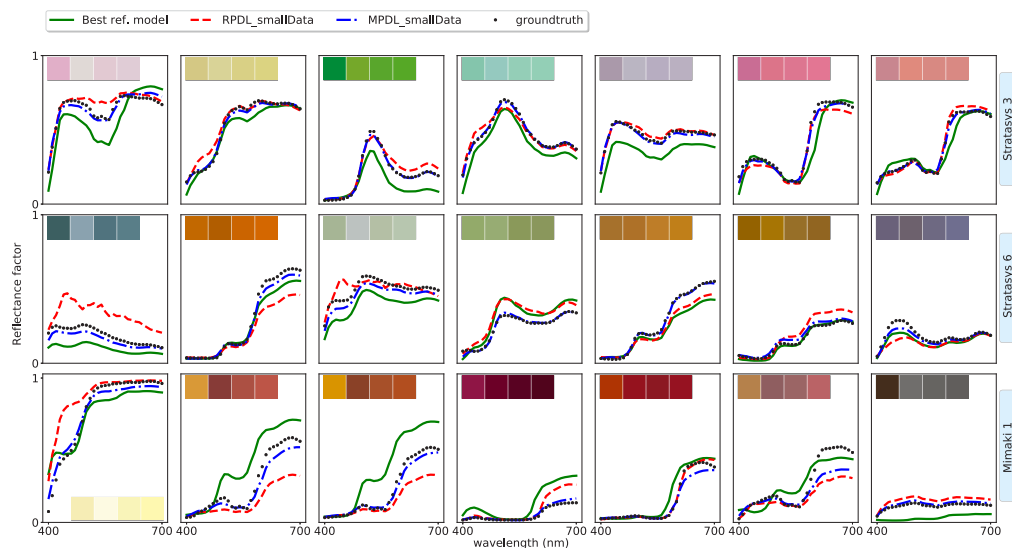 Best ref. model RPDL_smallData MPDL_smallData groundtruth
1
0
Stratasys 3
1
0
Stratasys 6
Reflectance factor
1
0
Mimaki 1
400 700 400 700 400 700 400 700 400 700 400 700 400 700
wavelength (nm)